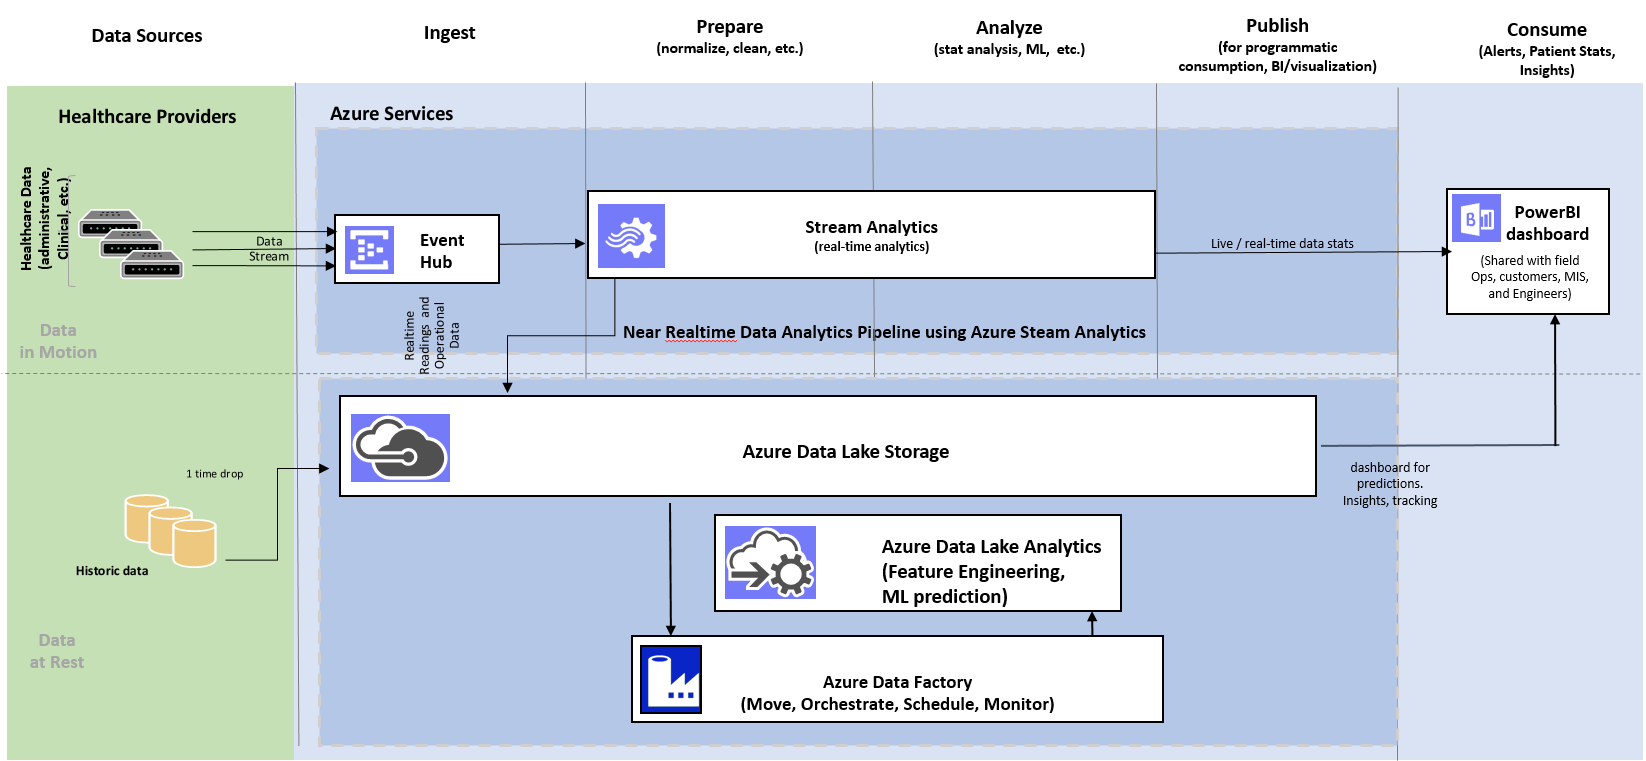 Data Sources
Ingest
Prepare
(normalize, clean, etc.)
Analyze
(stat analysis, ML,  etc.)
Publish
(for programmatic
consumption, BI/visualization)
Consume
(Alerts, Patient Stats,
Insights)
Healthcare Providers
Azure Services
Healthcare Data
(administrative,
Clinical, etc.)
Data
Stream
Event
Hub
Stream Analytics
(real-time analytics)
Live / real-time data stats
B
PowerBI
dashboard
(Shared with field
Ops, customers, MIS,
and Engineers)
Data
in Motion
Realtime
Readings and
Operational
Data
Near Realtime Data Analytics Pipeline using Azure Steam Analytics
Azure Data Lake Storage
1 time drop
dashboard for
predictions.
Insights, tracking
Historic data
Azure Data Lake Analytics
(Feature Engineering,
ML prediction)
Data
at Rest
Azure Data Factory
(Move, Orchestrate, Schedule, Monitor)